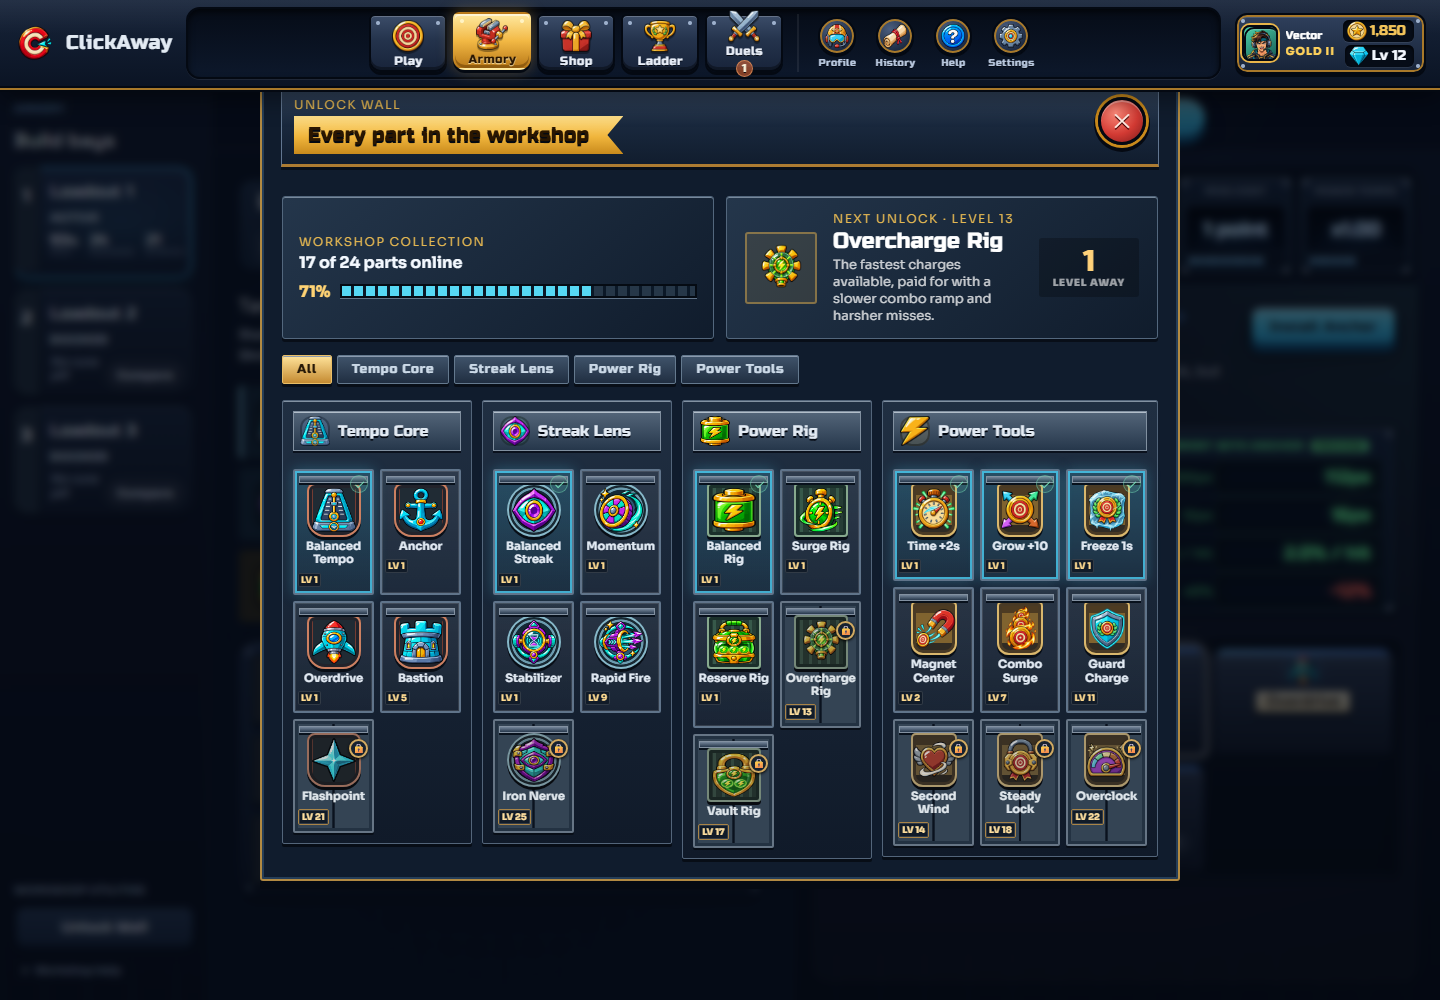 ClickAway
Play
Armory
Shop
Ladder
Duels
1
Profile
History
Help
Settings
Vector
GOLD II
1,850
Lv 12
UNLOCK WALL
Every part in the workshop
WORKSHOP COLLECTION
17 of 24 parts online
71%
NEXT UNLOCK · LEVEL 13
Overcharge Rig
The fastest charges
available, paid for with a
slower combo ramp and
harsher misses.
1
LEVEL AWAY
All
Tempo Core
Streak Lens
Power Rig
Power Tools
Tempo Core
Balanced
Tempo
LV 1
Anchor
LV 1
Overdrive
LV 1
Bastion
LV 5
Flashpoint
LV 21
Streak Lens
Balanced
Streak
LV 1
Momentum
LV 1
Stabilizer
LV 1
Rapid Fire
LV 9
Iron Nerve
LV 25
Power Rig
Balanced
Rig
LV 1
Surge Rig
LV 1
Reserve Rig
LV 1
Overcharge
Rig
LV 13
Vault Rig
LV 17
Power Tools
Time +2s
LV 1
Grow +10
LV 1
Freeze 1s
LV 1
Magnet
Center
LV 2
Combo
Surge
LV 7
Guard
Charge
LV 11
Second
Wind
LV 14
Steady
Lock
LV 18
Overclock
LV 22